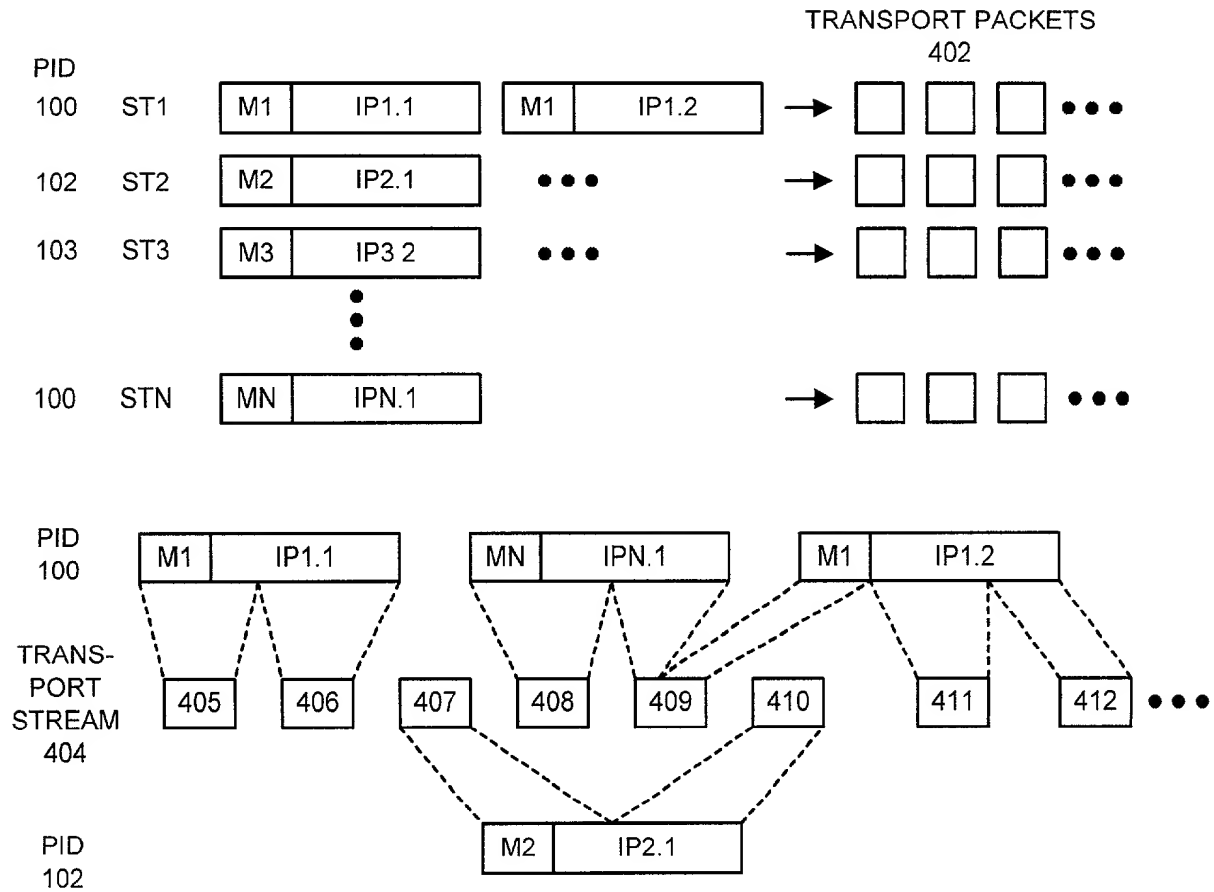 TRANSPORT PACKETS
402
PID
100 ST1 M1 IP1.1 M1 IP1.2
102 ST2 M2 IP2.1
103 ST3 M3 IP3 2
100 STN MN IPN.1
PID
100
M1 IP1.1 MN IPN.1 M1 IP1.2
TRANS-
PORT
STREAM
404
405 406 407 408 409 410 411 412
PID
102
M2 IP2.1